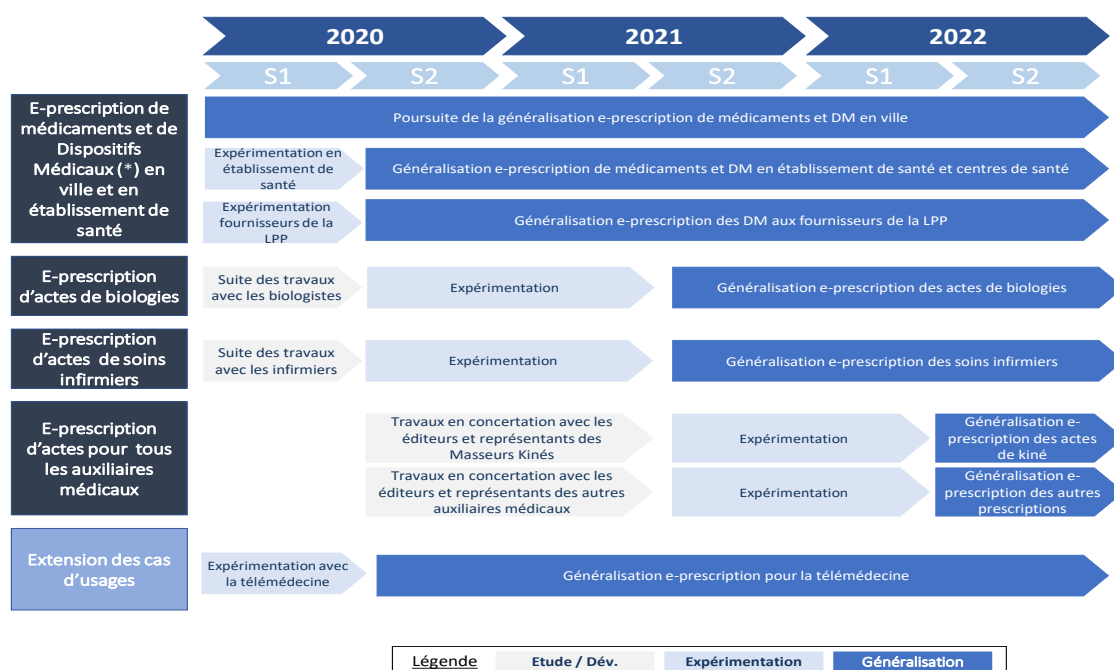 2020
2021
2022
S1
S2
S1
S2
S1
S2
E-prescription de
médicaments et de
Dispositifs
Médicaux (*) en
ville et en
établissement de
santé
Poursuite de la généralisation e-prescription de médicaments et DM en ville
Expérimentation en
établissement de
santé
Généralisation e-prescription de médicaments et DM en établissement de santé et centres de santé
Expérimentation
fournisseurs de la
LPP
Généralisation e-prescription des DM aux fournisseurs de la LPP
E-prescription
d'actes de biologies
Suite des travaux
avec les biologistes
Expérimentation
Généralisation e-prescription des actes de biologies
E-prescription
d'actes de soins
infirmiers
Suite des travaux
avec les infirmiers
Expérimentation
Généralisation e-prescription des soins infirmiers
E-prescription
d'actes pour tous
les auxiliaires
médicaux
Travaux en concertation avec les
éditeurs et représentants des
Masseurs Kinés
Expérimentation
Généralisation e-
prescription des actes
de kiné
Travaux en concertation avec les
éditeurs et représentants des autres
auxiliaires médicaux
Expérimentation
Généralisation e-
prescription des autres
prescriptions
Extension des cas
d'usages
Expérimentation avec
la télémédecine
Généralisation e-prescription pour la télémédecine
Légende
Etude / Dév.
Expérimentation
Généralisation